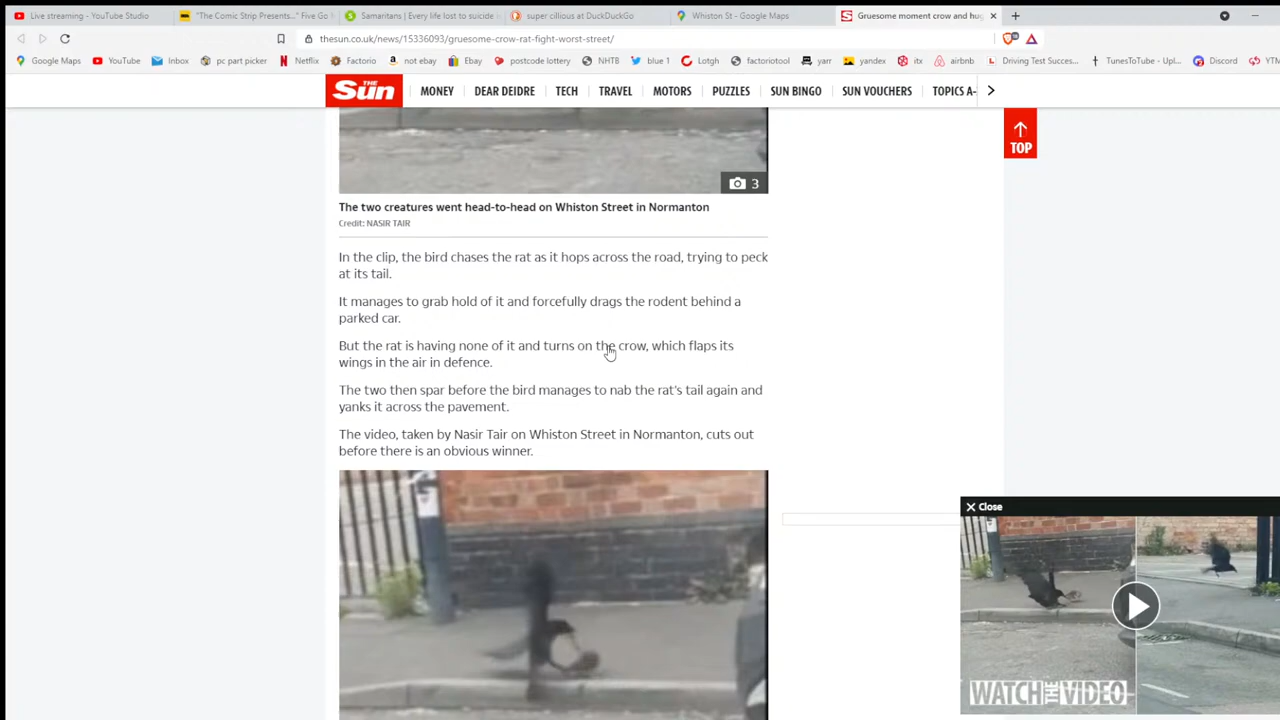 Live streaming - YouTube Studio
"The Comic Strip Presents..." Five Go
Samaritans | Every life lost to suicide
super cillious at DuckDuckGo
Whiston St - Google Maps
Gruesome moment crow and hug
thesun.co.uk/news/15336093/gruesome-crow-rat-fight-worst-street/
Google Maps YouTube Inbox pc part picker Netflix Factorio not ebay Ebay postcode lottery NHTB blue 1 Lotgh factoriotool yarr yandex itx airbnb Driving Test Succes... TunesToTube - Upl... Discord YTM
THE Sun MONEY DEAR DEIDRE TECH TRAVEL MOTORS PUZZLES SUN BINGO SUN VOUCHERS TOPICS A-
TOP
3
The two creatures went head-to-head on Whiston Street in Normanton
Credit: NASIR TAIR
In the clip, the bird chases the rat as it hops across the road, trying to peck
at its tail.
It manages to grab hold of it and forcefully drags the rodent behind a
parked car.
But the rat is having none of it and turns on the crow, which flaps its
wings in the air in defence.
The two then spar before the bird manages to nab the rat's tail again and
yanks it across the pavement.
The video, taken by Nasir Tair on Whiston Street in Normanton, cuts out
before there is an obvious winner.
Close
WATCH THE VIDEO